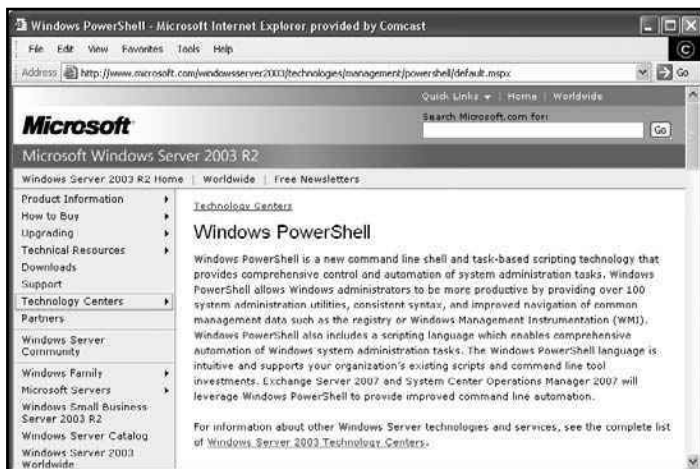 Windows PowerShell - Microsoft Internet Explorer provided by Comcast
File Edit View Favorites Tools Help
Address http://www.microsoft.com/windowsserver2003/technologies/management/powershell/default.mspx Go
Quick Links | Home | Worldwide
Microsoft
Search Microsoft.com for:
Go
Microsoft Windows Server 2003 R2
Windows Server 2003 R2 Home | Worldwide | Free Newsletters
Product Information
How to Buy
Upgrading
Technical Resources
Downloads
Support
Technology Centers
Partners
Windows Server
Community
Windows Family
Microsoft Servers
Windows Small Business
Server 2003 R2
Windows Server Catalog
Windows Server 2003
Worldwide
Technology Centers
Windows PowerShell
Windows PowerShell is a new command line shell and task-based scripting technology that
provides comprehensive control and automation of system administration tasks. Windows
PowerShell allows Windows administrators to be more productive by providing over 100
system administration utilities, consistent syntax, and improved navigation of common
management data such as the registry or Windows Management Instrumentation (WMI).
Windows PowerShell also includes a scripting language which enables comprehensive
automation of Windows system administration tasks. The Windows PowerShell language is
intuitive and supports your organization's existing scripts and command line tool
investments. Exchange Server 2007 and System Center Operations Manager 2007 will
leverage Windows PowerShell to provide improved command line automation.
For information about other Windows Server technologies and services, see the complete list
of Windows Server 2003 Technology Centers.